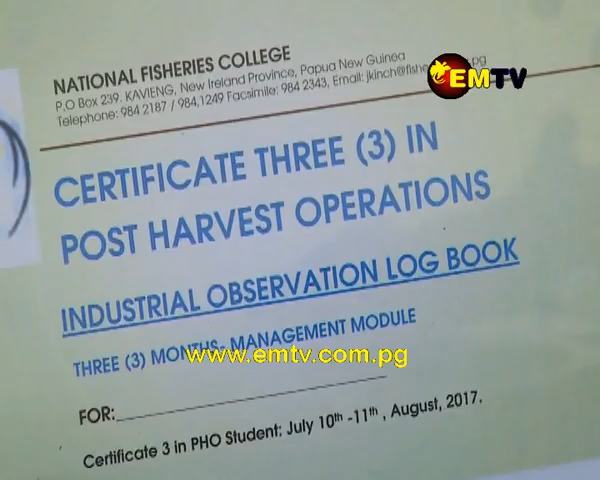 NATIONAL FISHERIES COLLEGE
P.O Box 239. KAVIENG, New Ireland Province, Papua New Guinea
Telephone: 984 2187 / 984,1249 Facsimile: 984 2343, Email: jkinch@fishe .pg
EMTV
CERTIFICATE THREE (3) IN
POST HARVEST OPERATIONS
INDUSTRIAL OBSERVATION LOG BOOK
THREE (3) MONTHS- MANAGEMENT MODULE
www.emtv.com.pg
FOR:
Certificate 3 in PHO Student: July 10th -11th , August, 2017.